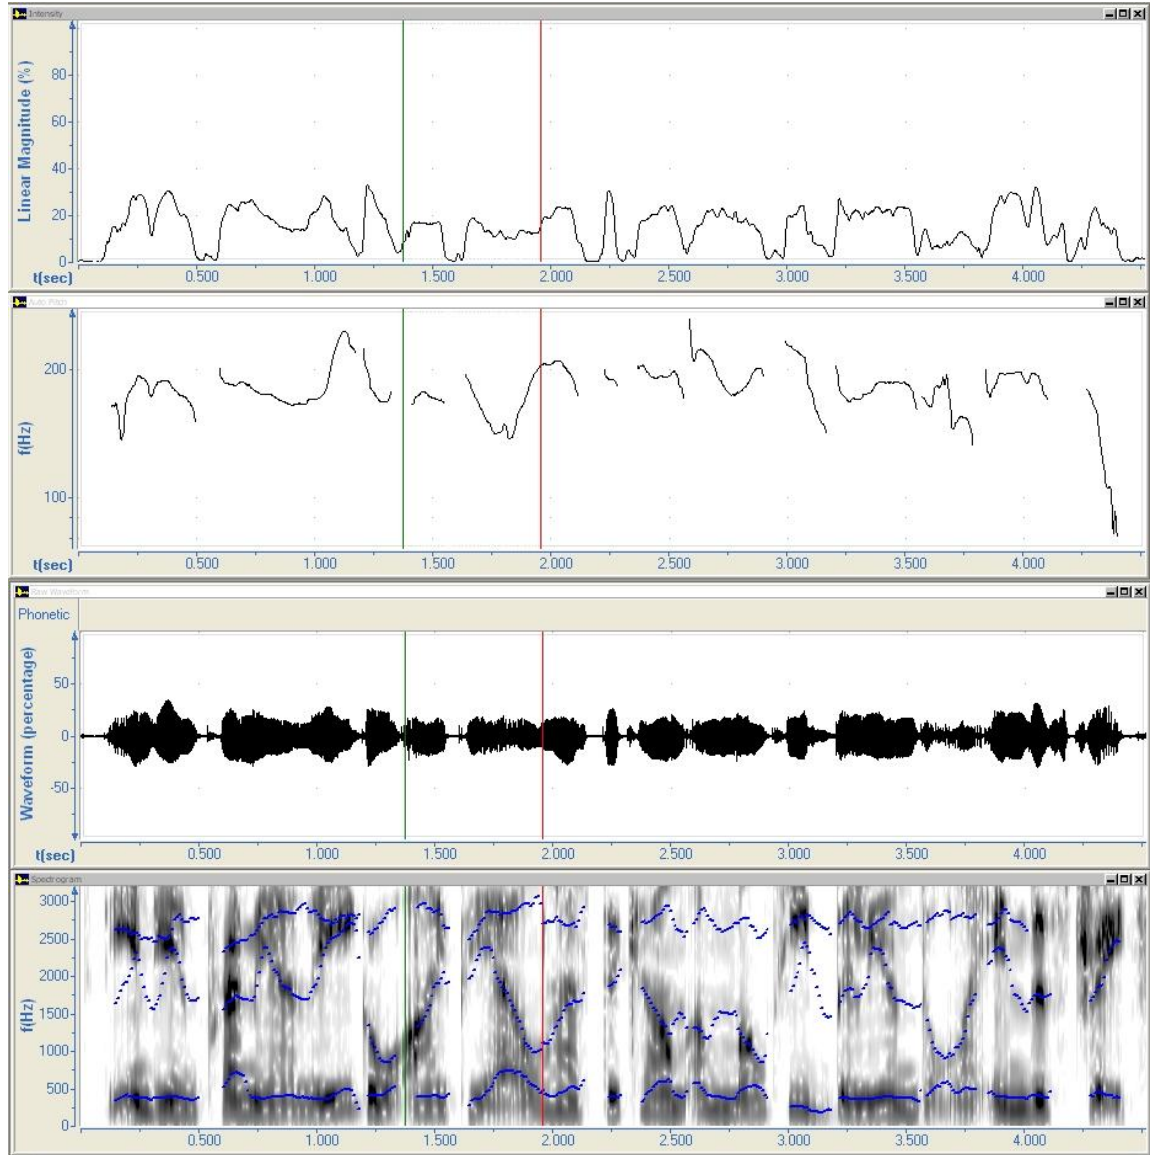 Intensity
Linear Magnitude (%)
80
60
40
20
0
t(sec)
0.500 1.000 1.500 2.000 2.500 3.000 3.500 4.000
Auto Pitch
f(Hz)
200
100
t(sec)
0.500 1.000 1.500 2.000 2.500 3.000 3.500 4.000
Raw Waveform
Phonetic
Waveform (percentage)
50
0
-50
t(sec)
0.500 1.000 1.500 2.000 2.500 3.000 3.500 4.000
Spectrogram
f(Hz)
3000
2500
2000
1500
1000
500
0
0.500 1.000 1.500 2.000 2.500 3.000 3.500 4.000